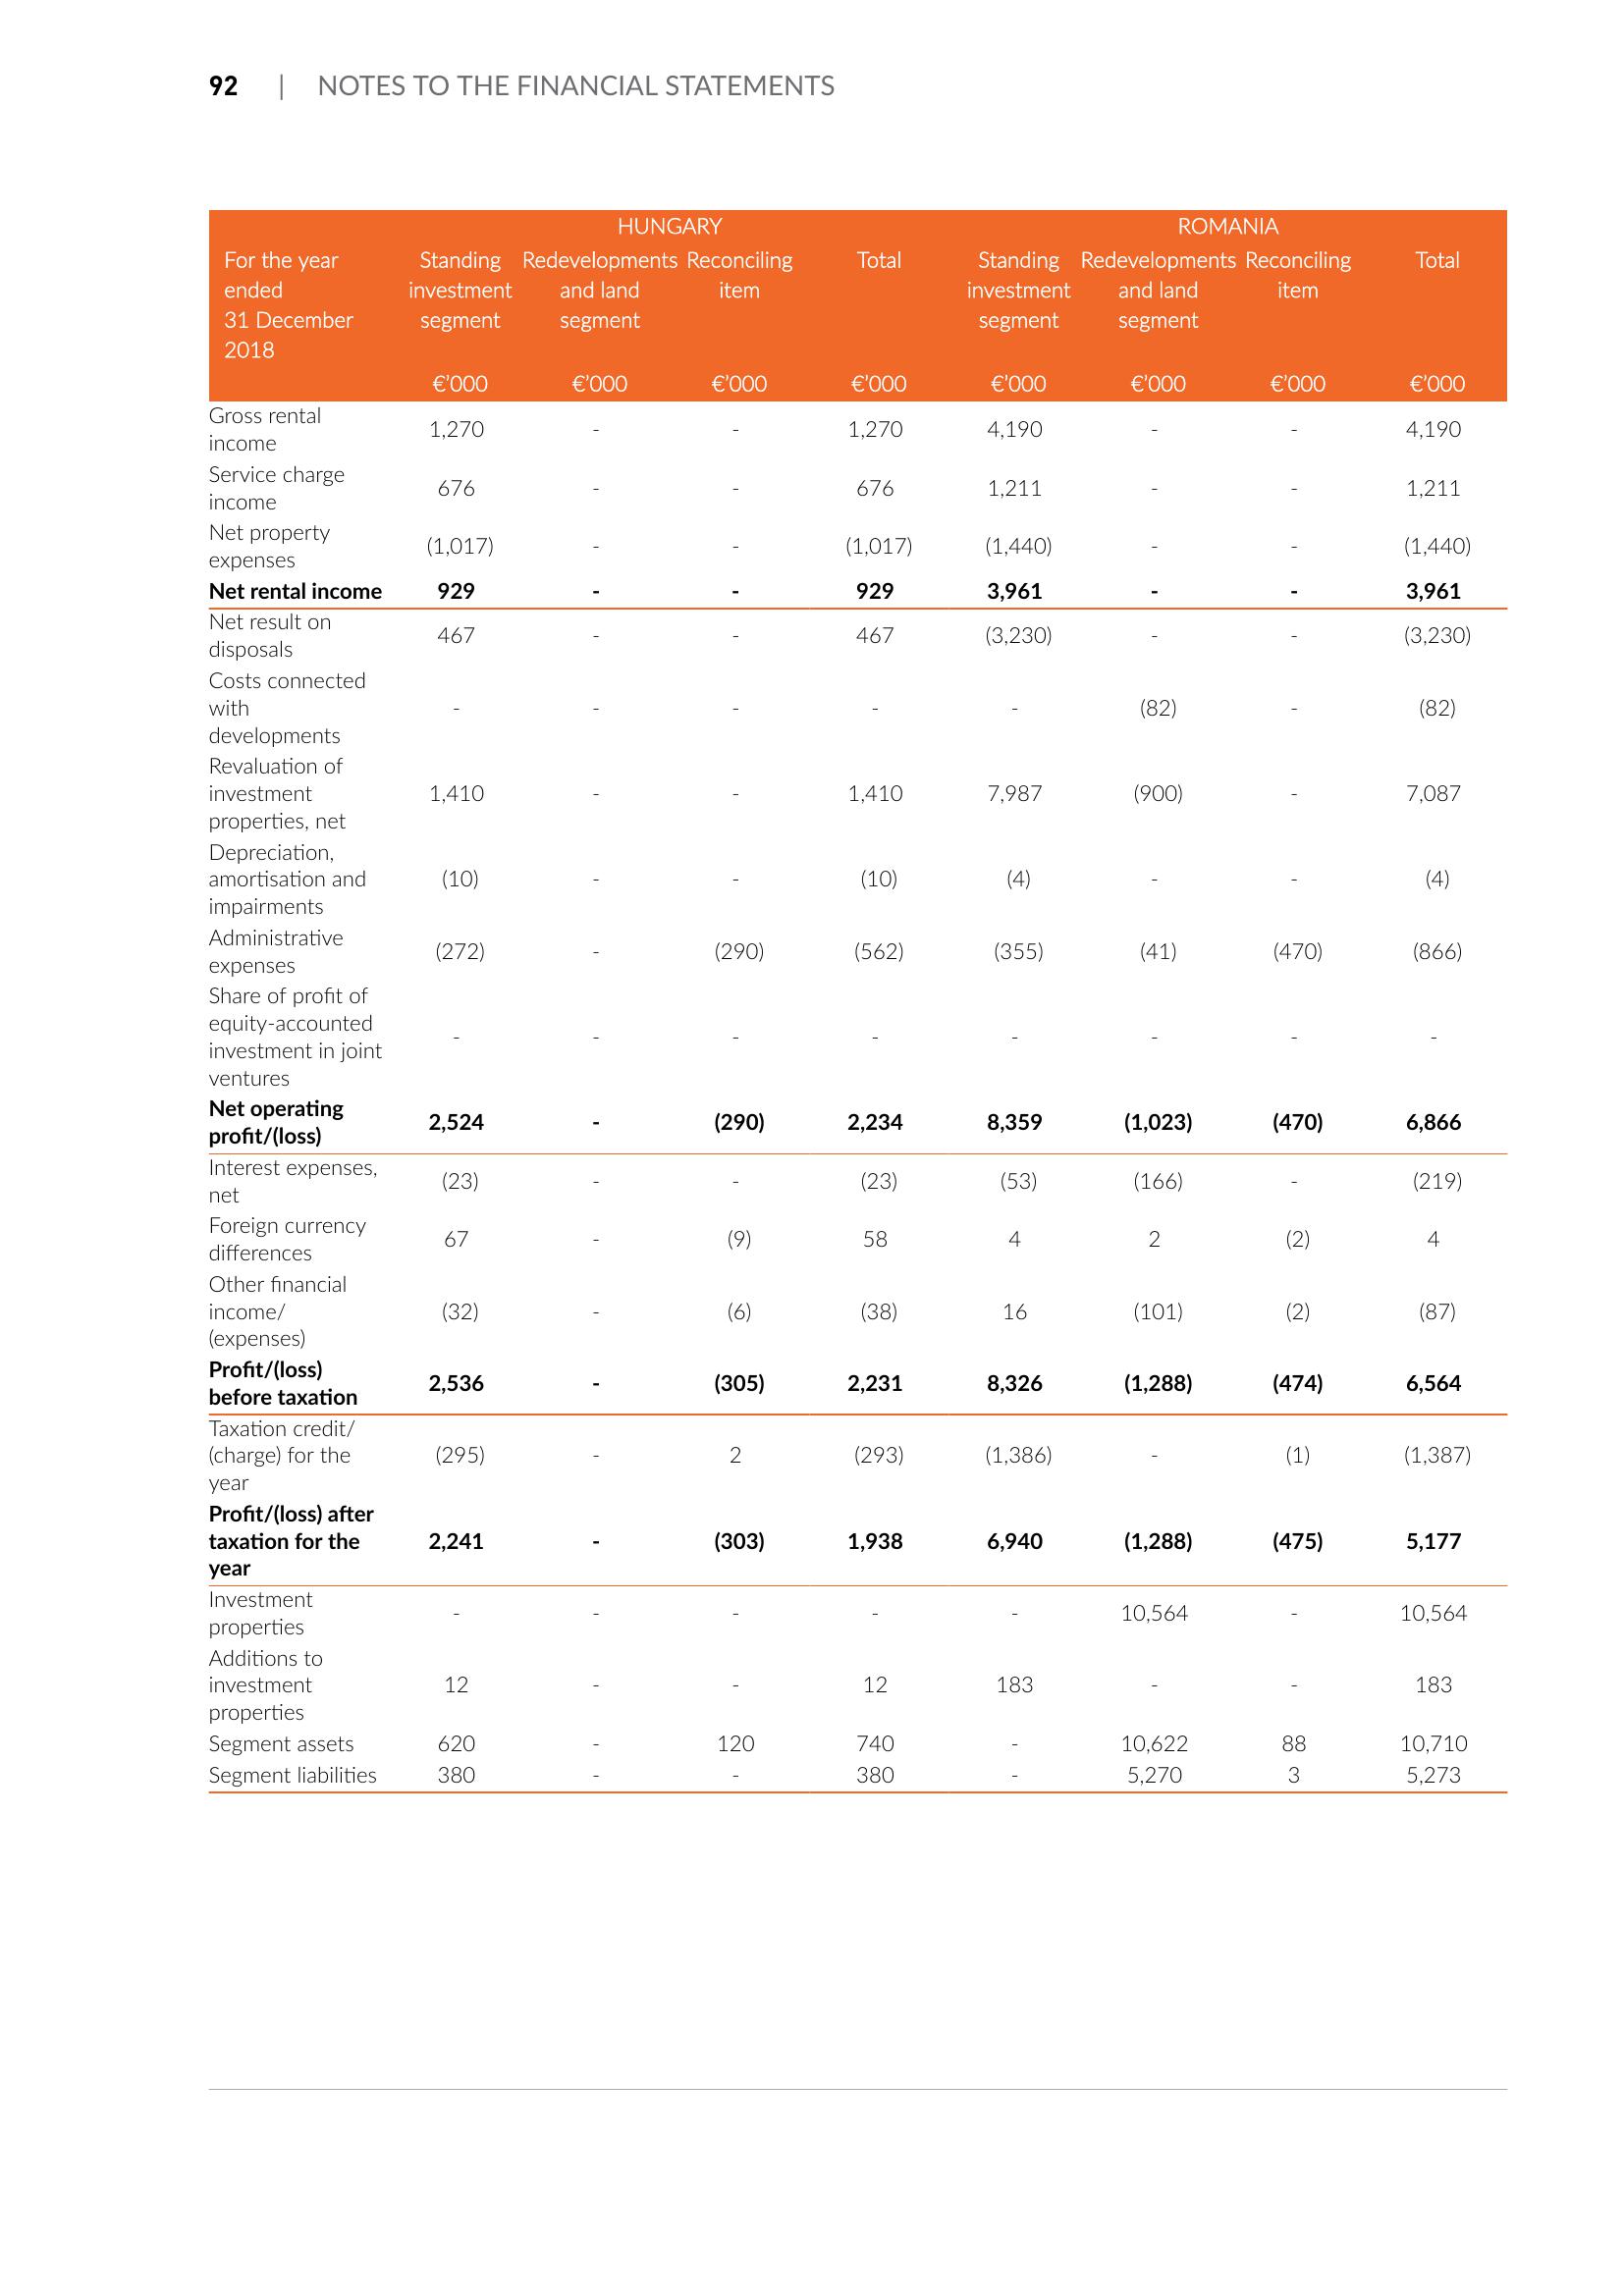 92 | NOTES TO THE FINANCIAL STATEMENTS
HUNGARY ROMANIA
For the year Standing Redevelopments Reconciling Total Standing Redevelopments Reconciling Total
ended investment and land item investment and land item
31 December segment segment segment segment
2018
€’000 €’000 €’000 €’000 €’000 €’000 €’000 €’000
Gross rental
income 1,270 - - 1,270 4,190 - - 4,190
Service charge
income 676 - - 676 1,211 - - 1,211
Net property
expenses (1,017) - - (1,017) (1,440) - - (1,440)
Net rental income 929 - - 929 3,961 - - 3,961
Net result on
disposals 467 - - 467 (3,230) - - (3,230)
Costs connected
with - - - - - (82) - (82)
developments
Revaluation of
investment 1,410 - - 1,410 7,987 (900) - 7,087
properties, net
Depreciation,
amortisation and (10) - - (10) (4) - - (4)
impairments
Administrative
expenses (272) - (290) (562) (355) (41) (470) (866)
Share of profit of
equity-accounted
investment in joint - - - - - - - -
ventures
Net operating
profit/(loss) 2,524 - (290) 2,234 8,359 (1,023) (470) 6,866
Interest expenses,
net (23) - - (23) (53) (166) - (219)
Foreign currency
differences 67 - (9) 58 4 2 (2) 4
Other financial
income/ (32) - (6) (38) 16 (101) (2) (87)
(expenses)
Profit/(loss)
before taxation 2,536 - (305) 2,231 8,326 (1,288) (474) 6,564
Taxation credit/
(charge) for the (295) - 2 (293) (1,386) - (1) (1,387)
year
Profit/(loss) after
taxation for the 2,241 - (303) 1,938 6,940 (1,288) (475) 5,177
year
Investment
properties - - - - - 10,564 - 10,564
Additions to
investment 12 - - 12 183 - - 183
properties
Segment assets 620 - 120 740 - 10,622 88 10,710
Segment liabilities 380 - - 380 - 5,270 3 5,273